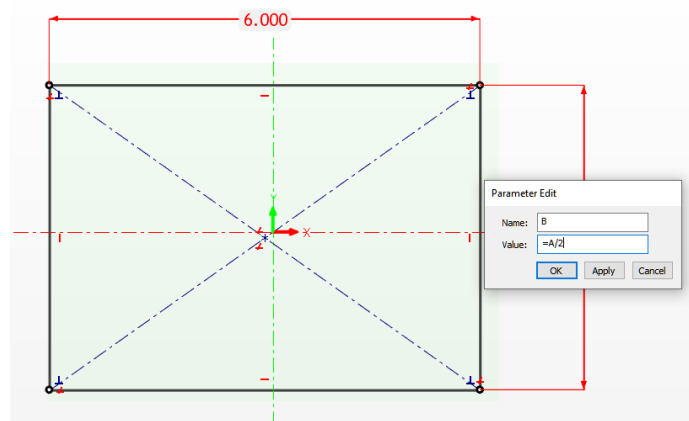 6.000
Parameter Edit
Name: B
Value: =A/2
OK Apply Cancel
Y
X